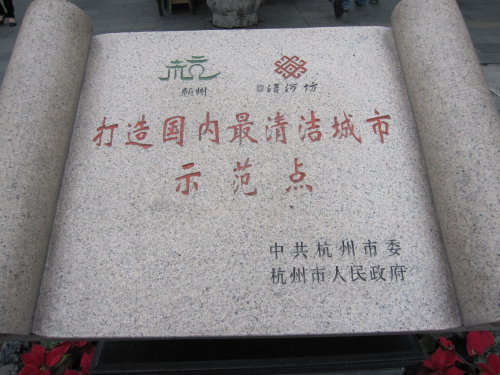 杭州 清河坊
打造国内最清洁城市
示范点
中共杭州市委
杭州市人民政府